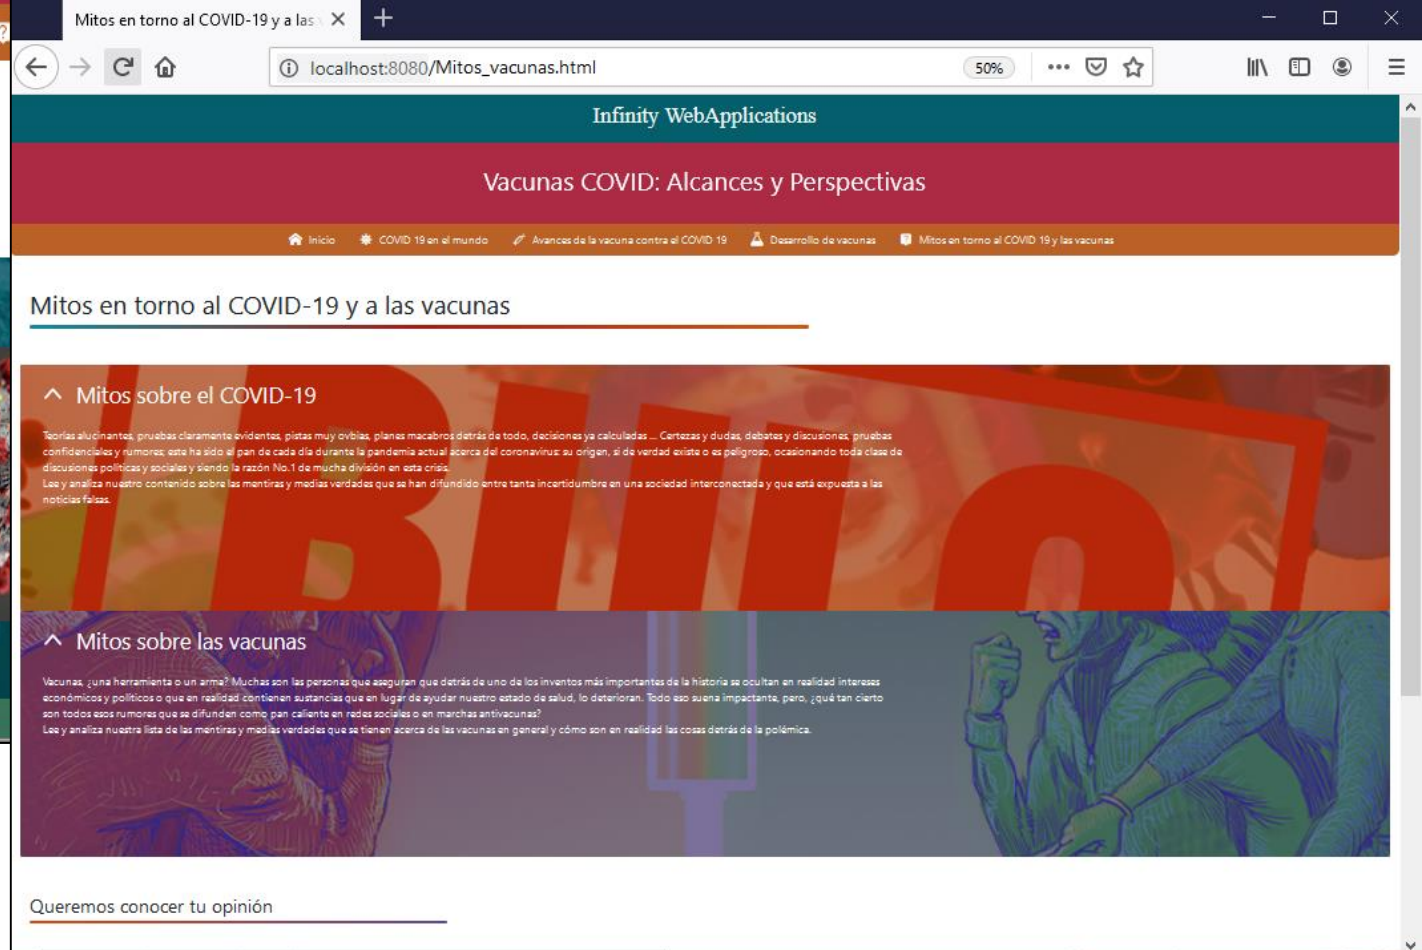 Mitos en torno al COVID-19 y a las
localhost:8080/Mitos_vacunas.html
50%
Infinity WebApplications
Vacunas COVID: Alcances y Perspectivas
Inicio COVID 19 en el mundo Avances de la vacuna contra el COVID 19 Desarrollo de vacunas Mitos en torno al COVID 19 y las vacunas
Mitos en torno al COVID-19 y a las vacunas
BULO
Mitos sobre el COVID-19
Teorías alucinantes, pruebas claramente evidentes, pistas muy ovbias, planes macabros detrás de todo, decisiones ya calculadas ... Certezas y dudas, debates y discusiones, pruebas
confidenciales y rumores; este ha sido el pan de cada día durante la pandemia actual acerca del coronavirus: su origen, si de verdad existe o es peligroso, ocasionando toda clase de
discusiones políticas y sociales y siendo la razón No.1 de mucha división en esta crisis.
Lee y analiza nuestro contenido sobre las mentiras y medias verdades que se han difundido entre tanta incertidumbre en una sociedad interconectada y que está expuesta a las
noticias falsas.
Mitos sobre las vacunas
Vacunas, ¿una herramienta o un arma? Muchas son las personas que aseguran que detrás de uno de los inventos más importantes de la historia se ocultan en realidad intereses
económicos y políticos o que en realidad contienen sustancias que en lugar de ayudar nuestro estado de salud, lo deterioran. Todo eso suena impactante, pero, ¿qué tan cierto
son todos esos rumores que se difunden como pan caliente en redes sociales o en marchas antivacunas?
Lee y analiza nuestra lista de las mentiras y medias verdades que se tienen acerca de las vacunas en general y cómo son en realidad las cosas detrás de la polémica.
Queremos conocer tu opinión